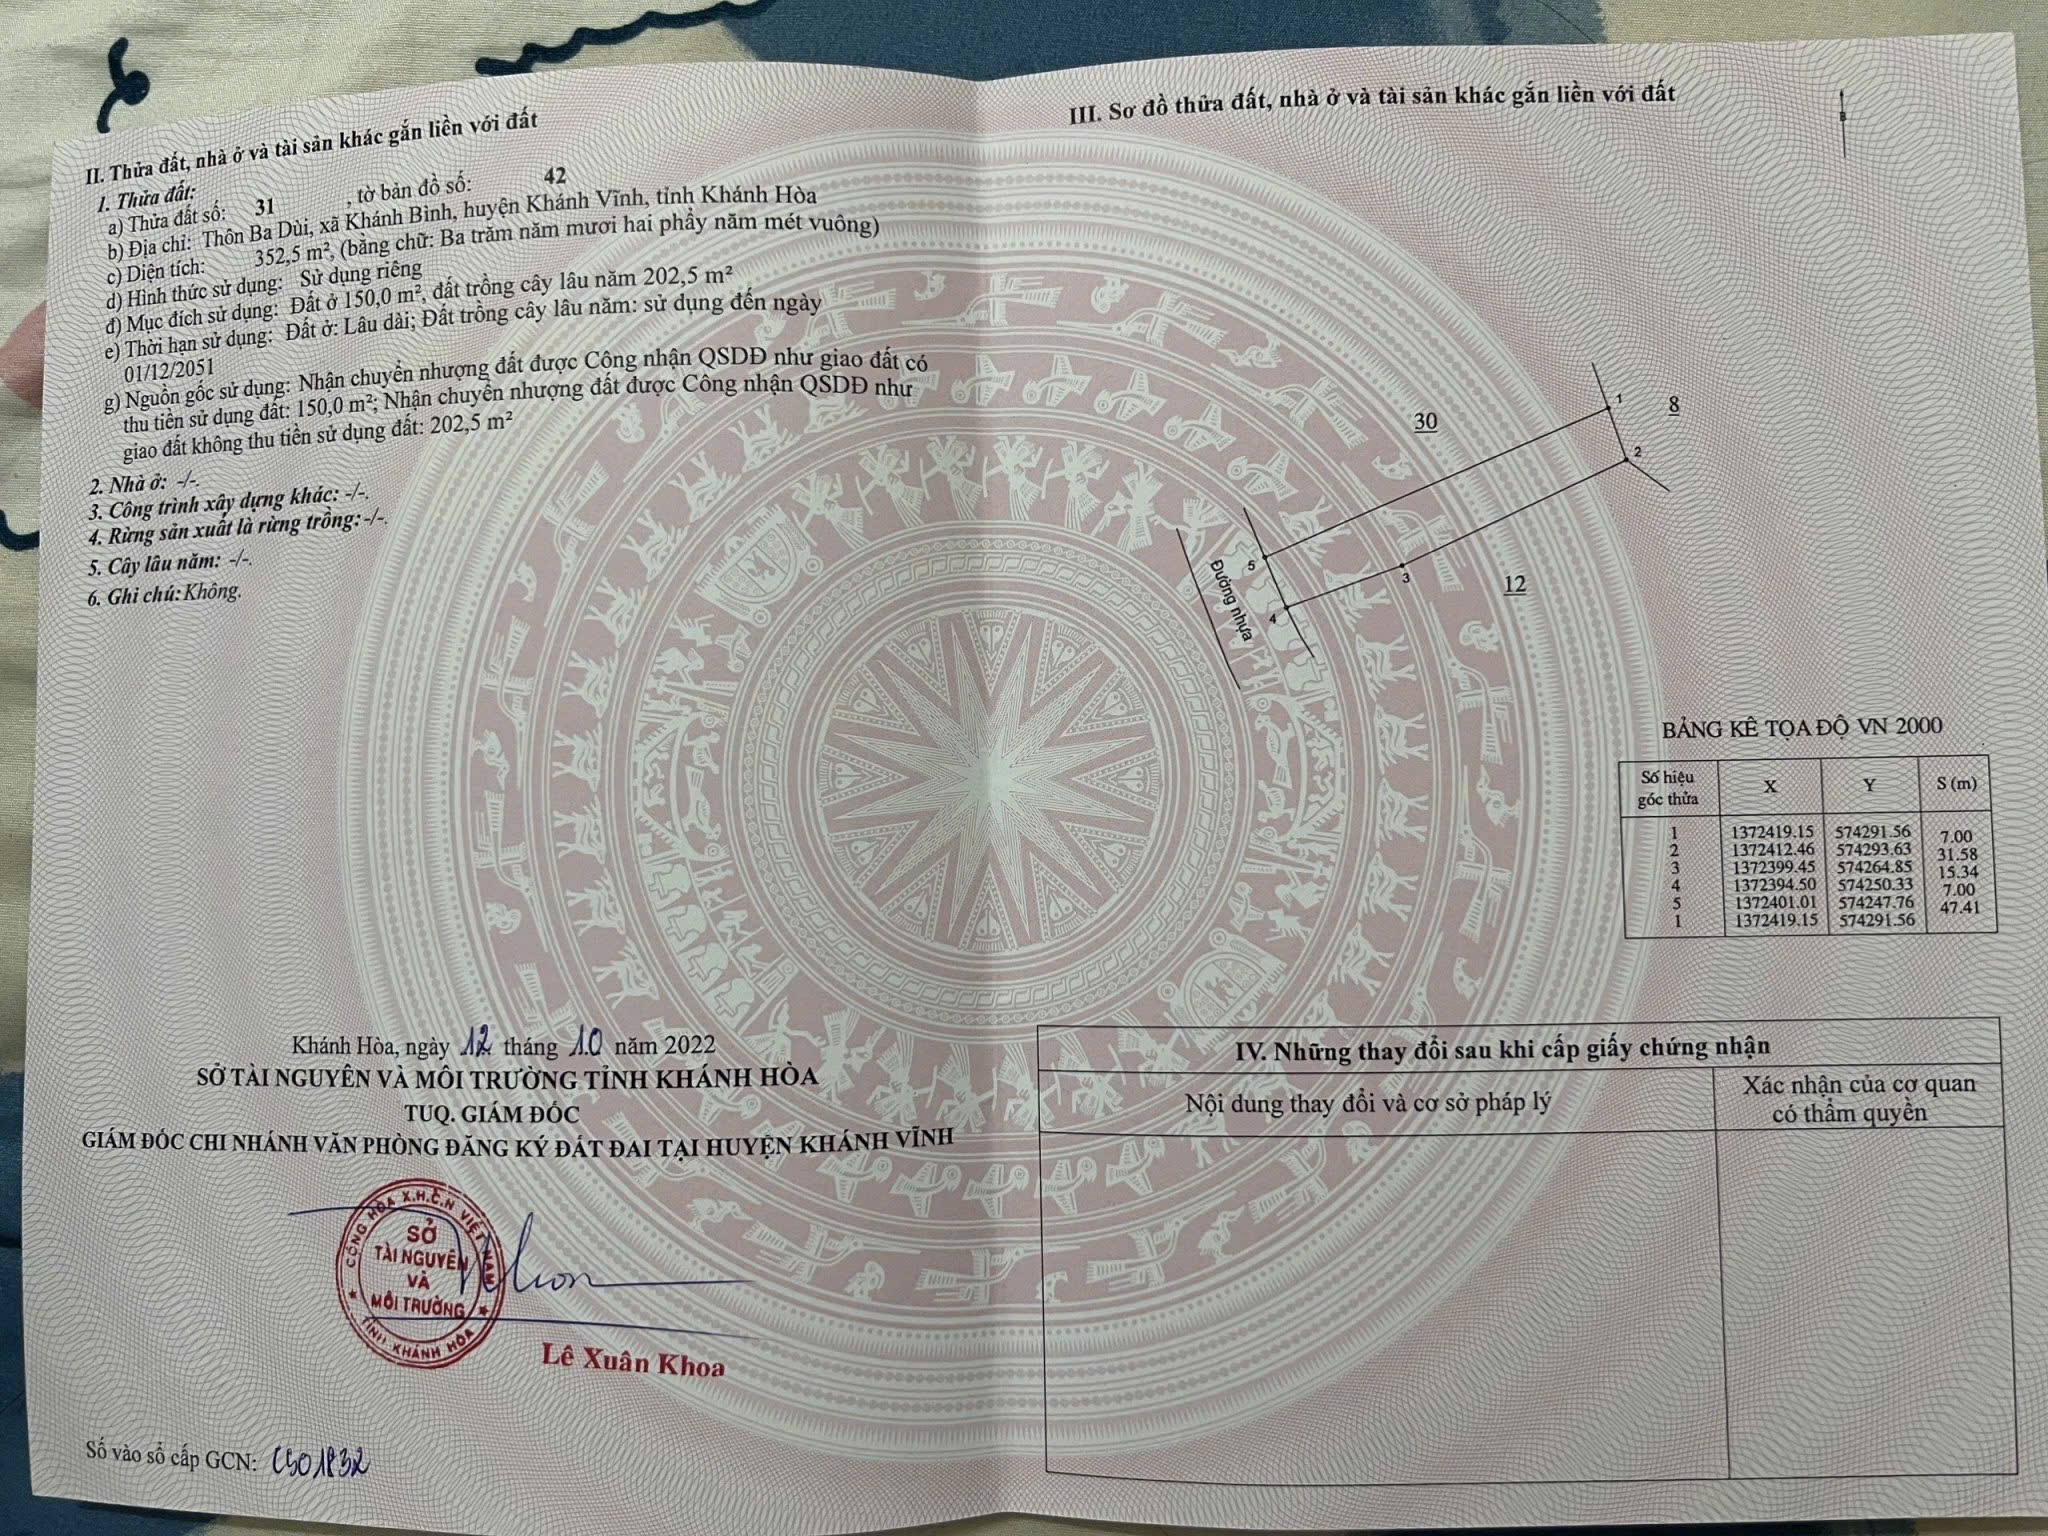 II. Thửa đất, nhà ở và tài sản khác gắn liền với đất
1. Thửa đất:
a) Thửa đất số: 31 , tờ bản đồ số: 42
b) Địa chỉ: Thôn Ba Dùi, xã Khánh Bình, huyện Khánh Vĩnh, tỉnh Khánh Hòa
c) Diện tích: 352,5 m², (bằng chữ: Ba trăm năm mươi hai phẩy năm mét vuông)
d) Hình thức sử dụng: Sử dụng riêng
đ) Mục đích sử dụng: Đất ở 150,0 m², đất trồng cây lâu năm 202,5 m²
e) Thời hạn sử dụng: Đất ở: Lâu dài; Đất trồng cây lâu năm: sử dụng đến ngày
01/12/2051
g) Nguồn gốc sử dụng: Nhận chuyển nhượng đất được Công nhận QSDĐ như giao đất có
thu tiền sử dụng đất: 150,0 m²; Nhận chuyển nhượng đất được Công nhận QSDĐ như
giao đất không thu tiền sử dụng đất: 202,5 m²
2. Nhà ở: -/-.
3. Công trình xây dựng khác: -/-.
4. Rừng sản xuất là rừng trồng: -/-.
5. Cây lâu năm: -/-.
6. Ghi chú: Không.
Khánh Hòa, ngày 12 tháng 10 năm 2022
SỞ TÀI NGUYÊN VÀ MÔI TRƯỜNG TỈNH KHÁNH HÒA
TUQ. GIÁM ĐỐC
GIÁM ĐỐC CHI NHÁNH VĂN PHÒNG ĐĂNG KÝ ĐẤT ĐAI TẠI HUYỆN KHÁNH VĨNH
CỘNG HÒA X.H.C.N VIỆT NAM
SỞ
TÀI NGUYÊN
VÀ
MÔI TRƯỜNG
TỈNH KHÁNH HÒA
Lê Xuân Khoa
Số vào sổ cấp GCN: CS01832
III. Sơ đồ thửa đất, nhà ở và tài sản khác gắn liền với đất
B
30
1
8
2
5
3
4
12
Đường nhựa
BẢNG KÊ TỌA ĐỘ VN 2000
Số hiệu góc thửa X Y S (m)
1 1372419.15 574291.56
7.00
2 1372412.46 574293.63
31.58
3 1372399.45 574264.85
15.34
4 1372394.50 574250.33
7.00
5 1372401.01 574247.76
47.41
1 1372419.15 574291.56
IV. Những thay đổi sau khi cấp giấy chứng nhận
Nội dung thay đổi và cơ sở pháp lý
Xác nhận của cơ quan
có thẩm quyền